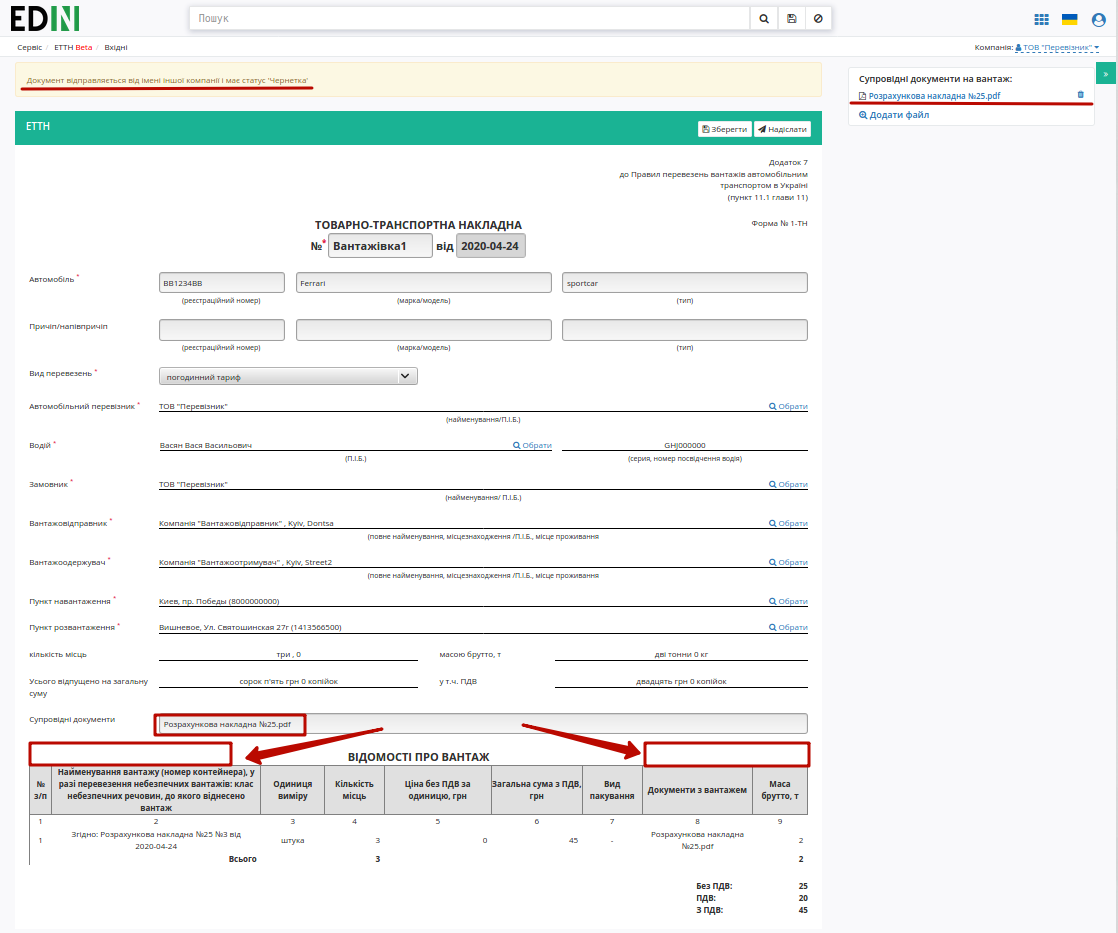 EDIN
Пошук
Сервіс / ЕТТН Beta / Вхідні
Компанія: ТОВ "Перевізник"
Документ відправляється від імені іншої компанії і має статус 'Чернетка'
»
Супровідні документи на вантаж:
Розрахункова накладна №25.pdf
Додати файл
ЕТТН
Зберегти
Надіслати
Додаток 7
до Правил перевезень вантажів автомобільним
транспортом в Україні
(пункт 11.1 глави 11)
ТОВАРНО-ТРАНСПОРТНА НАКЛАДНА
Форма № 1-ТН
№* Вантажівка1 від 2020-04-24
Автомобіль * BB1234BB Ferrari sportcar
(реєстраційний номер) (марка/модель) (тип)
Причіп/напівпричіп
(реєстраційний номер) (марка/модель) (тип)
Вид перевезень * погодинний тариф
Автомобільний перевізник * ТОВ "Перевізник" Обрати
(найменування/П.І.Б.)
Водій * Васян Вася Васильович Обрати GHJ000000
(П.І.Б.) (серия, номер посвідчення водія)
Замовник * ТОВ "Перевізник" Обрати
(найменування/ П.І.Б.)
Вантажовідправник * Компанія "Вантажовідправник" , Kyiv, Dontsa Обрати
(повне найменування, місцезнаходження /П.І.Б., місце проживання
Вантажоодержувач * Компанія "Вантажоотримувач" , Kyiv, Street2 Обрати
(повне найменування, місцезнаходження /П.І.Б., місце проживання
Пункт навантаження * Киев, пр. Победы (8000000000) Обрати
Пункт розвантаження * Вишневое, Ул. Святошинская 27г (1413566500) Обрати
кількість місць три , 0 масою брутто, т дві тонни 0 кг
Усього відпущено на загальну сорок п'ять грн 0 копійок у т.ч. ПДВ двадцять грн 0 копійок
суму
Супровідні документи Розрахункова накладна №25.pdf
ВІДОМОСТІ ПРО ВАНТАЖ
№ з/п
Найменування вантажу (номер контейнера), у
разі перевезення небезпечних вантажів: клас
небезпечних речовин, до якого віднесено
вантаж
Одиниця виміру
Кількість місць
Ціна без ПДВ за одиницю, грн
Загальна сума з ПДВ, грн
Вид пакування
Документи з вантажем
Маса брутто, т
1 2 3 4 5 6 7 8 9
1 Згідно: Розрахункова накладна №25 №3 від 2020-04-24 штука 3 0 45 - Розрахункова накладна №25.pdf 2
Всього 3 2
Без ПДВ: 25
ПДВ: 20
З ПДВ: 45